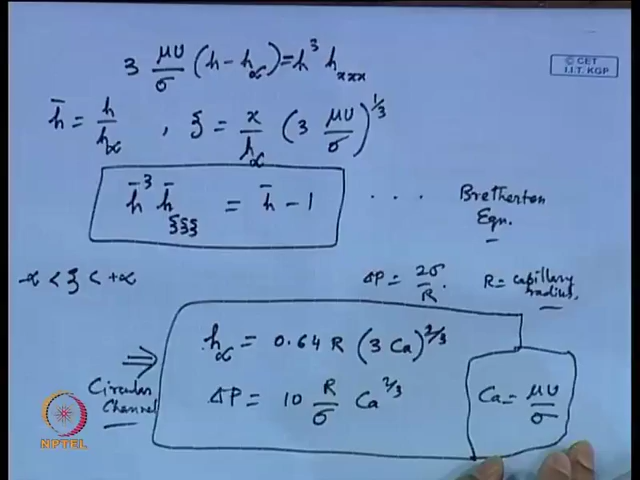 3 μU/σ (h - h∝) = h³ hxxx
© CET
I.I.T. KGP
h̄ = h/h∝ , ξ = x/h∝ (3 μU/σ)^1/3
h̄³ h̄ξξξ = h̄ - 1 . . . . Bretherton Eqn.
-∝ < ξ < +∝
ΔP = 2σ/R. R = capillary radius.
⇒ h∝ = 0.64 R (3 Ca)^2/3
Circular Channel
ΔP = 10 R/σ Ca^2/3
Ca = μU/σ
NPTEL